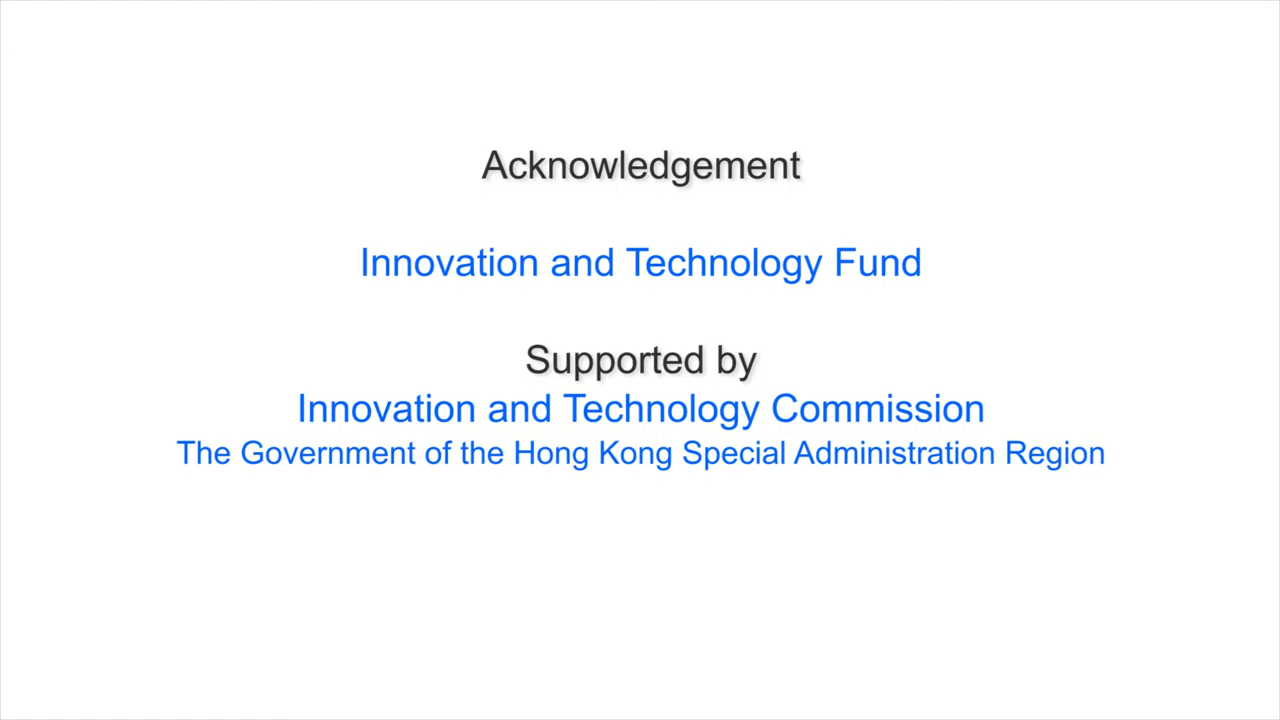 Acknowledgement
Innovation and Technology Fund
Supported by
Innovation and Technology Commission
The Government of the Hong Kong Special Administration Region